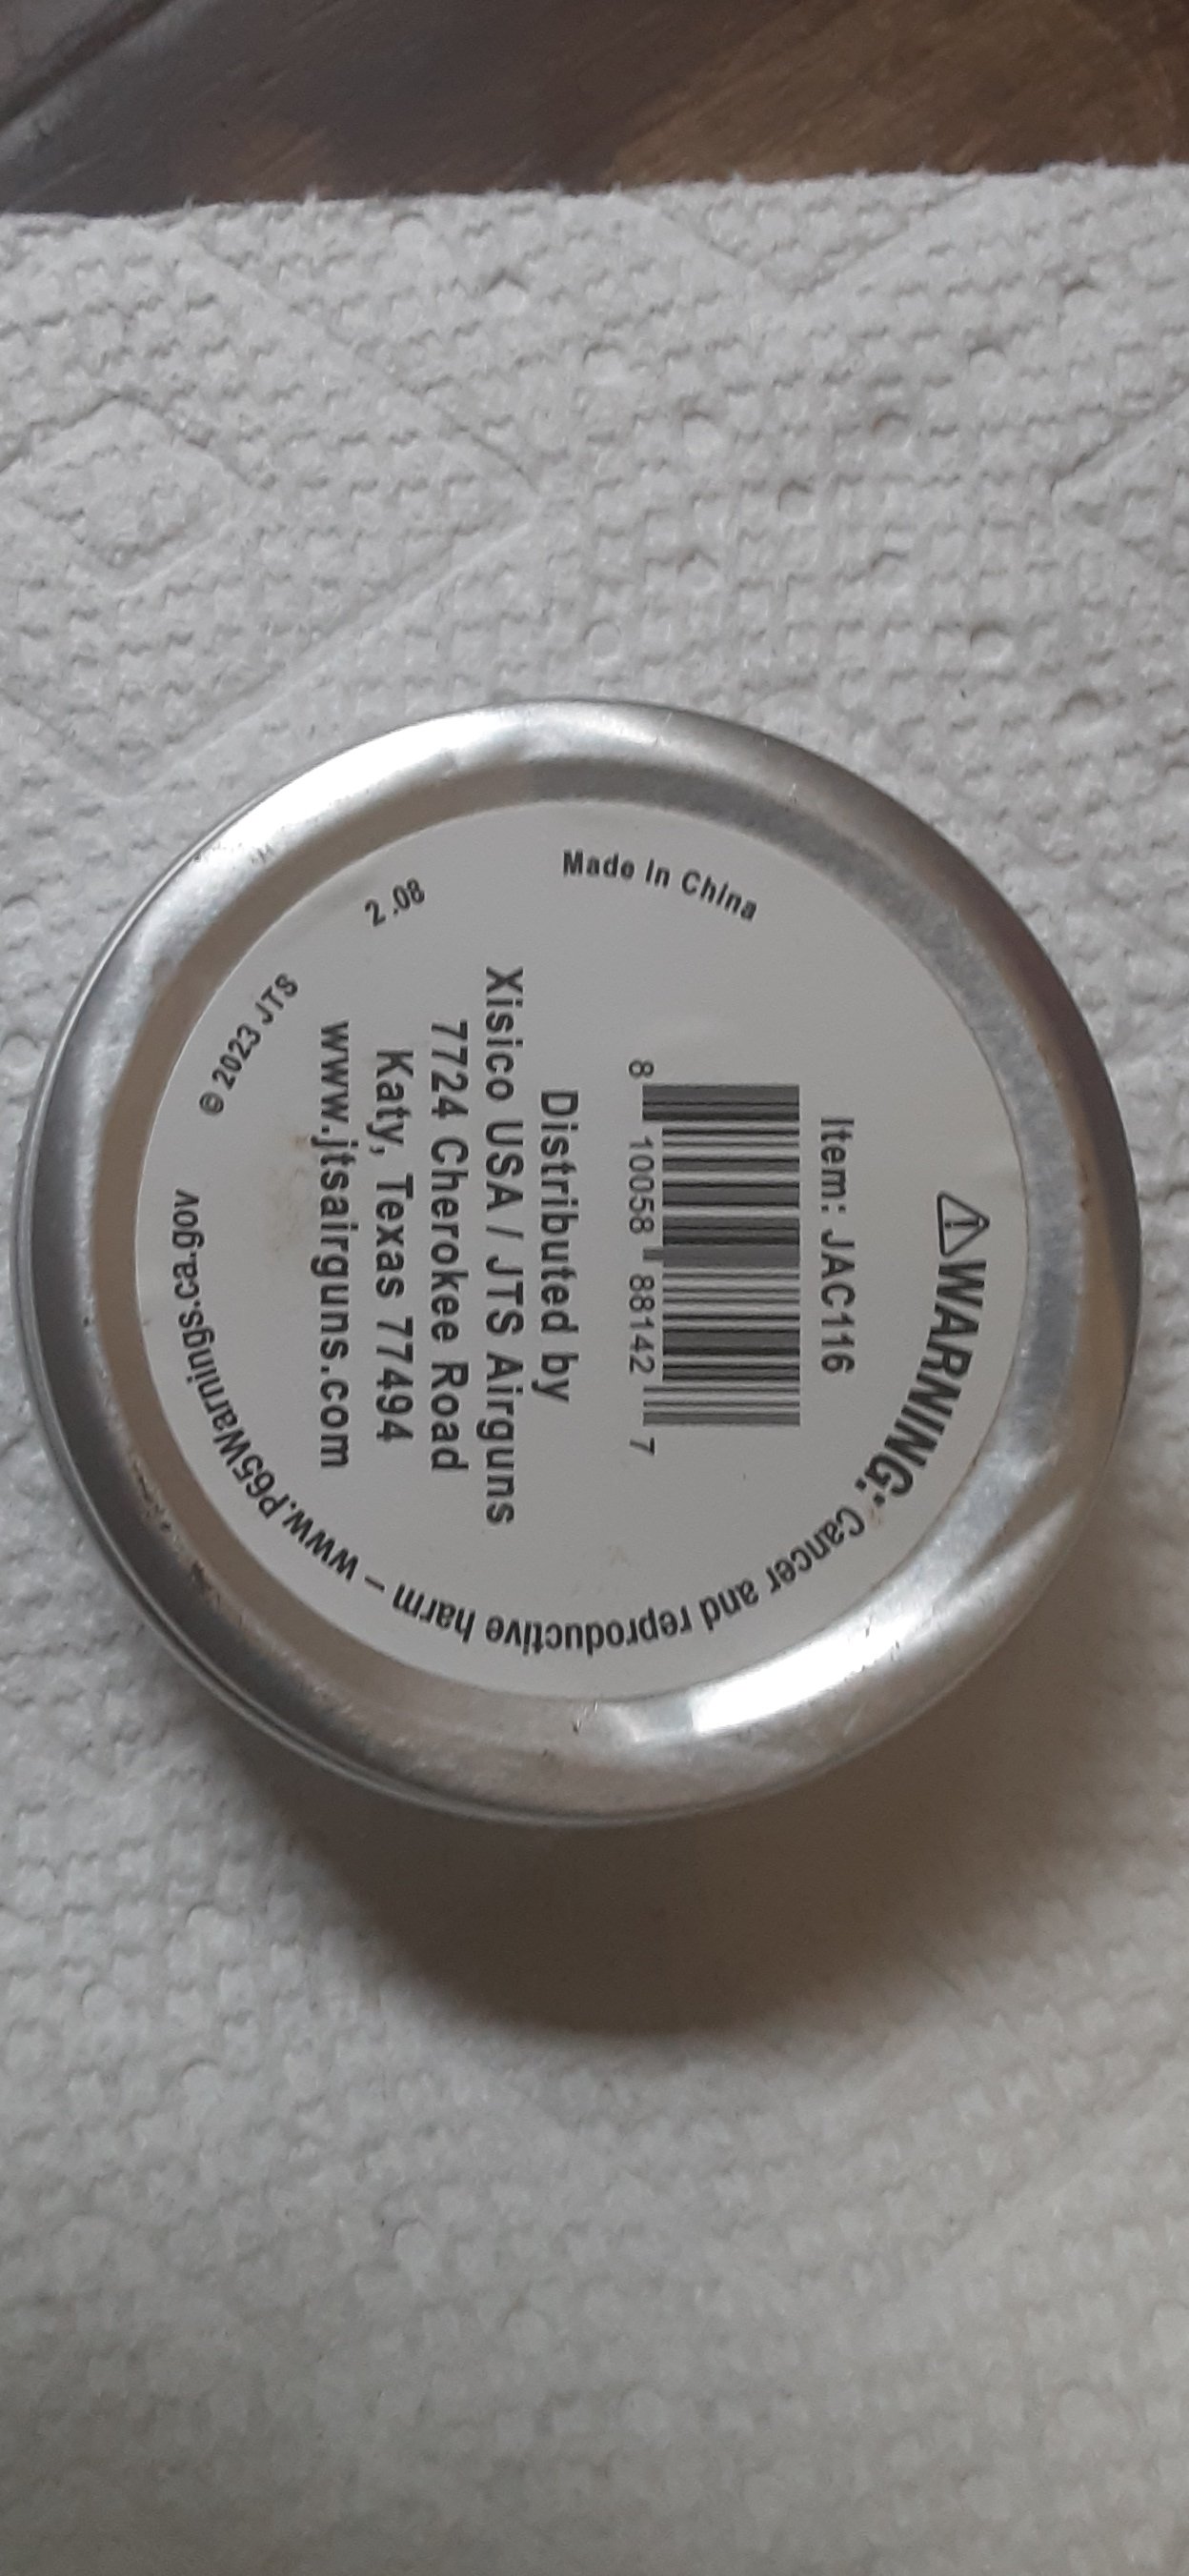 ⚠WARNING: Cancer and reproductive harm – www.P65Warnings.ca.gov
Item: JAC116
8 10058 88142 7
Distributed by
Xisico USA / JTS Airguns
7724 Cherokee Road
Katy, Texas 77494
www.jtsairguns.com
Made in China
2.08
© 2023 JTS